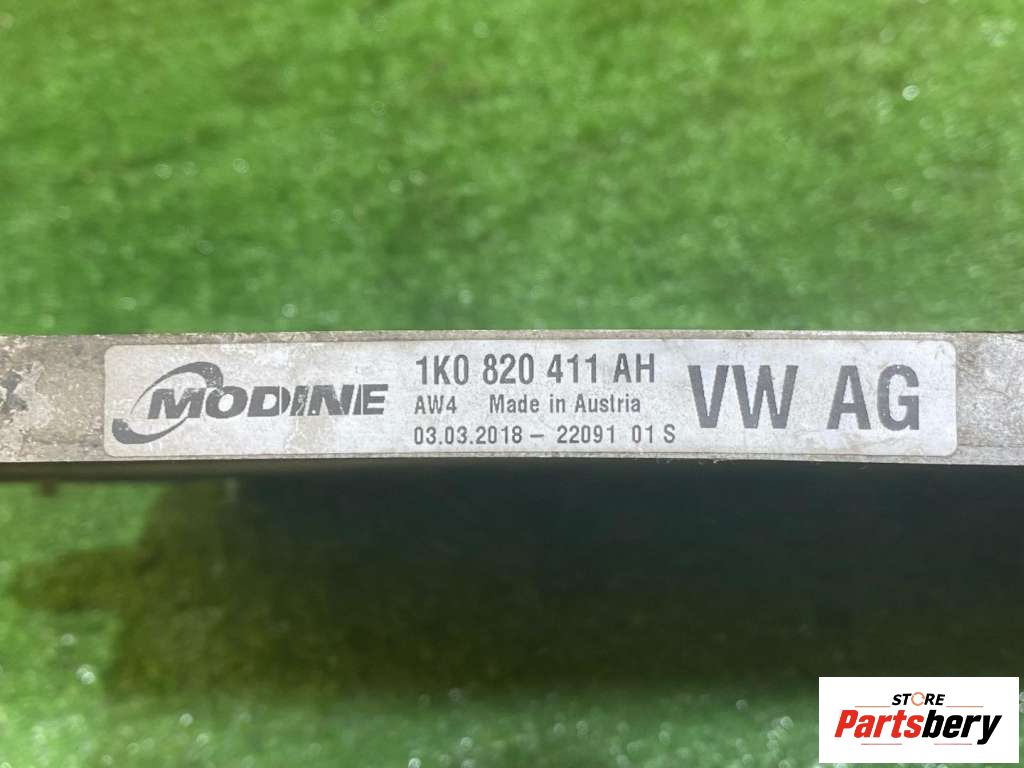 MODINE
1K0 820 411 AH
AW4 Made in Austria
03.03.2018 – 22091 01 S
VW AG
STORE
Partsbery